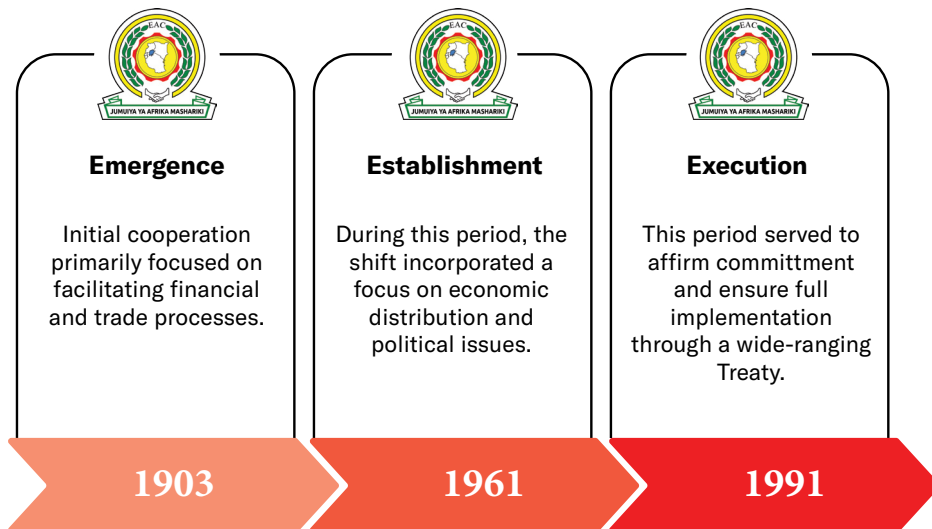 EAC
JUMUIYA YA AFRIKA MASHARIKI
Emergence
Initial cooperation
primarily focused on
facilitating financial
and trade processes.
1903
EAC
JUMUIYA YA AFRIKA MASHARIKI
Establishment
During this period, the
shift incorporated a
focus on economic
distribution and
political issues.
1961
EAC
JUMUIYA YA AFRIKA MASHARIKI
Execution
This period served to
affirm committment
and ensure full
implementation
through a wide-ranging
Treaty.
1991